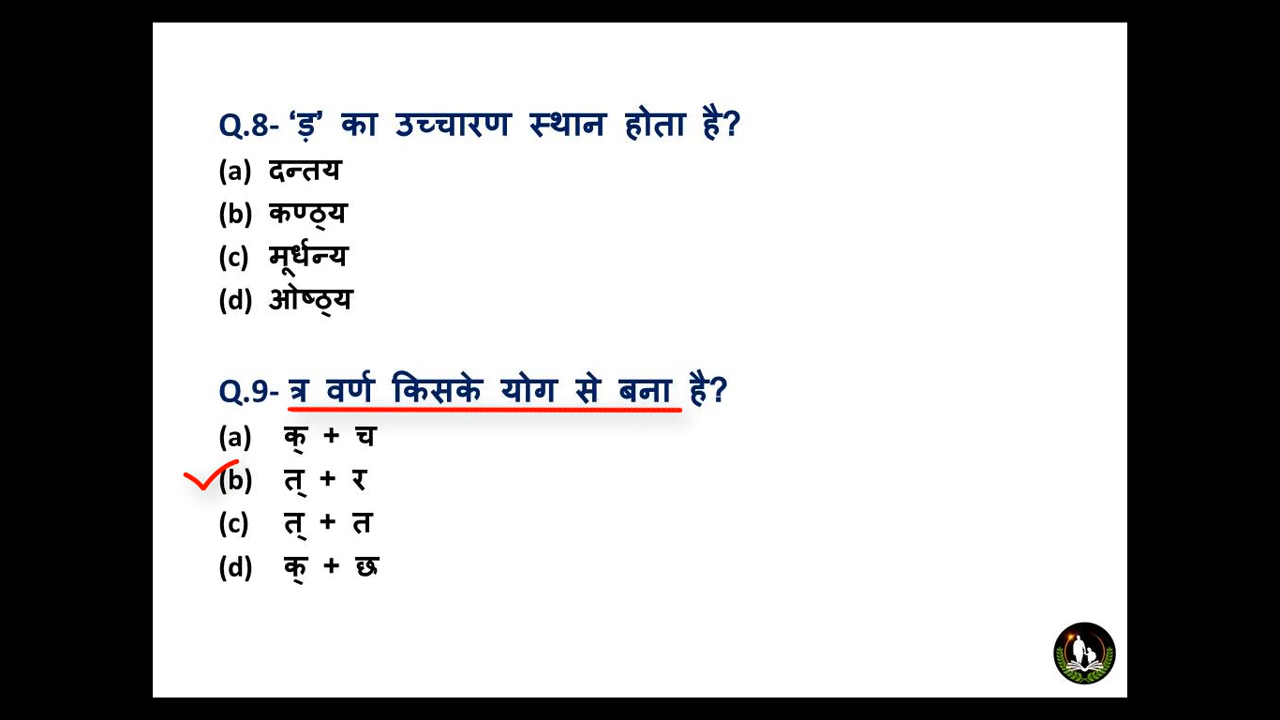 Q.8- ‘ड़’ का उच्चारण स्थान होता है?
(a) दन्तय
(b) कण्ठ्य
(c) मूर्धन्य
(d) ओष्ठ्य
Q.9- त्र वर्ण किसके योग से बना है?
(a) क् + च
(b) त् + र
(c) त् + त
(d) क् + छ